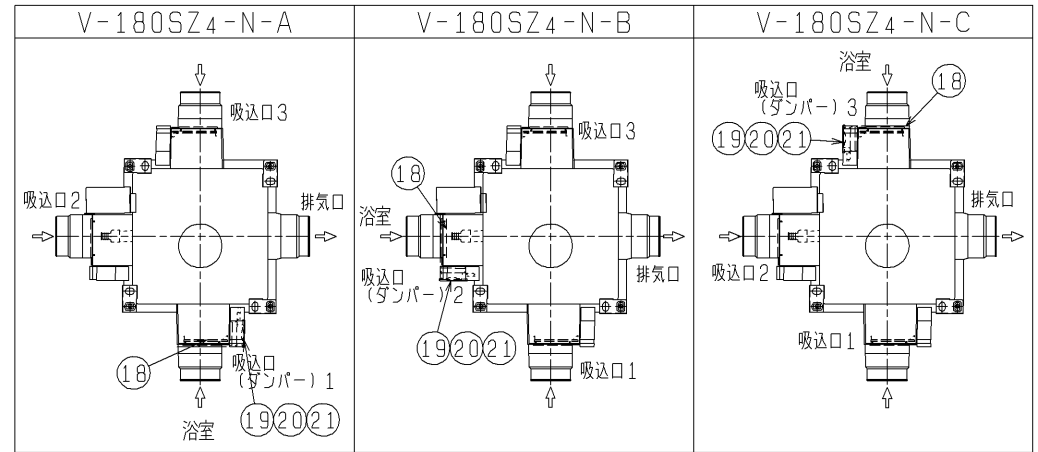 V-180SZ4-N-A
吸込口3
吸込口2
排気口
18
吸込口
(ダンパー)1
19 20 21
浴室
V-180SZ4-N-B
吸込口3
18
浴室
排気口
吸込口
(ダンパー)2
19 20 21
吸込口1
V-180SZ4-N-C
浴室
18
吸込口
(ダンパー)3
19 20 21
排気口
吸込口2
吸込口1